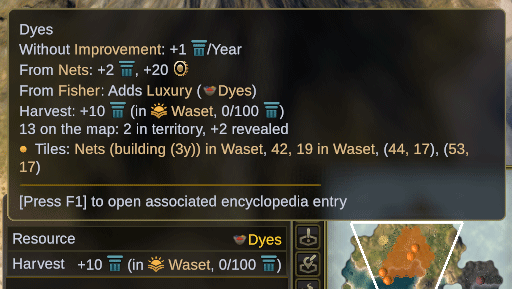 Dyes
Without Improvement: +1 /Year
From Nets: +2 , +20
From Fisher: Adds Luxury (Dyes)
Harvest: +10 (in Waset, 0/100 )
13 on the map: 2 in territory, +2 revealed
• Tiles: Nets (building (3y)) in Waset, 42, 19 in Waset, (44, 17), (53,
17)
[Press F1] to open associated encyclopedia entry
Resource Dyes
Harvest +10 (in Waset, 0/100 )